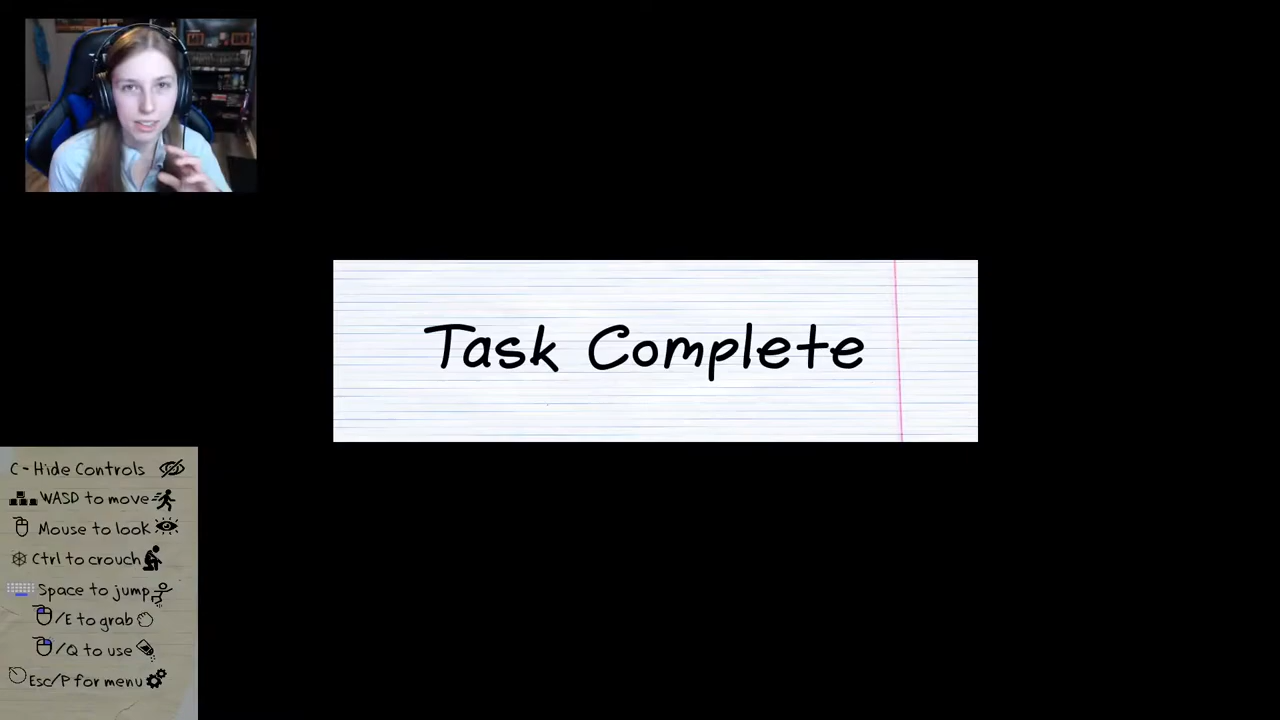 Task Complete
C - Hide Controls
WASD to move
Mouse to look
Ctrl to crouch
Space to jump
/E to grab
/Q to use
Esc/P for menu